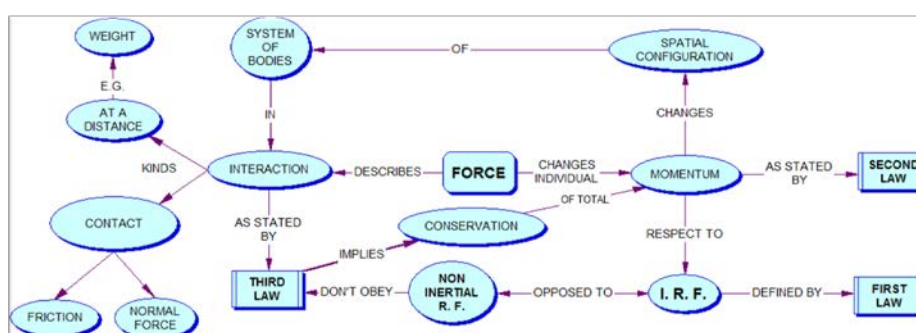 WEIGHT
SYSTEM
OF
BODIES
OF
SPATIAL
CONFIGURATION
E.G.
AT A
DISTANCE
IN
CHANGES
KINDS
INTERACTION
DESCRIBES
FORCE
CHANGES
INDIVIDUAL
MOMENTUM
AS STATED
BY
SECOND
LAW
CONTACT
AS STATED
BY
CONSERVATION
OF TOTAL
RESPECT TO
IMPLIES
THIRD
LAW
DON'T OBEY
NON
INERTIAL
R. F.
OPPOSED TO
I. R. F.
DEFINED BY
FIRST
LAW
FRICTION
NORMAL
FORCE